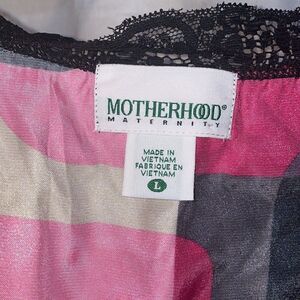 MOTHERHOOD®
MATERNITY
MADE IN
VIETNAM
FABRIQUE EN
VIETNAM
L